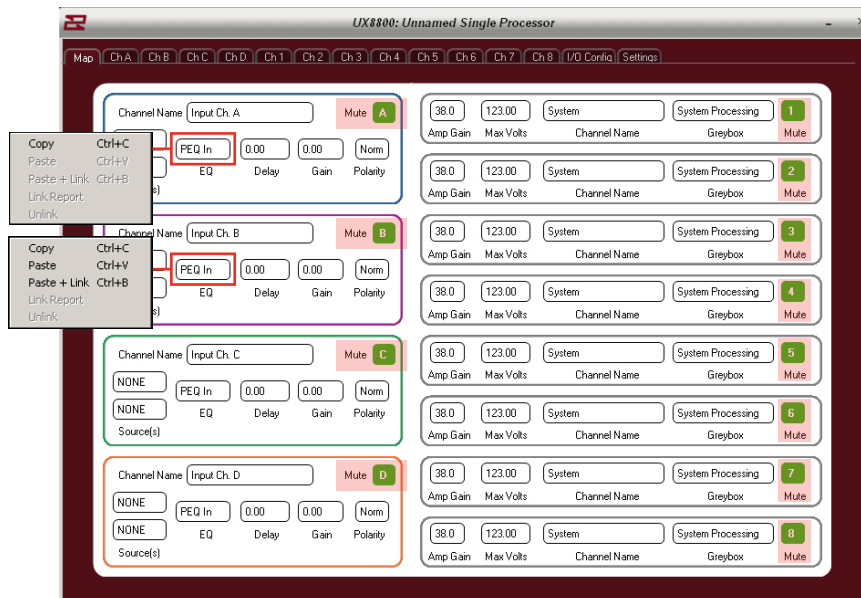 UX8800: Unnamed Single Processor
Map Ch A Ch B Ch C Ch D Ch 1 Ch 2 Ch 3 Ch 4 Ch 5 Ch 6 Ch 7 Ch 8 I/O Config Settings
Channel Name Input Ch. A Mute A
PEQ In 0.00 0.00 Norm
EQ Delay Gain Polarity
Copy Ctrl+C
Paste Ctrl+V
Paste + Link Ctrl+B
Link Report
Unlink
Channel Name Input Ch. B Mute B
PEQ In 0.00 0.00 Norm
EQ Delay Gain Polarity
Copy Ctrl+C
Paste Ctrl+V
Paste + Link Ctrl+B
Link Report
Unlink
Channel Name Input Ch. C Mute C
NONE
PEQ In 0.00 0.00 Norm
NONE
EQ Delay Gain Polarity
Source(s)
Channel Name Input Ch. D Mute D
NONE
PEQ In 0.00 0.00 Norm
NONE
EQ Delay Gain Polarity
Source(s)
38.0 123.00 System System Processing 1
Amp Gain Max Volts Channel Name Greybox Mute
38.0 123.00 System System Processing 2
Amp Gain Max Volts Channel Name Greybox Mute
38.0 123.00 System System Processing 3
Amp Gain Max Volts Channel Name Greybox Mute
38.0 123.00 System System Processing 4
Amp Gain Max Volts Channel Name Greybox Mute
38.0 123.00 System System Processing 5
Amp Gain Max Volts Channel Name Greybox Mute
38.0 123.00 System System Processing 6
Amp Gain Max Volts Channel Name Greybox Mute
38.0 123.00 System System Processing 7
Amp Gain Max Volts Channel Name Greybox Mute
38.0 123.00 System System Processing 8
Amp Gain Max Volts Channel Name Greybox Mute